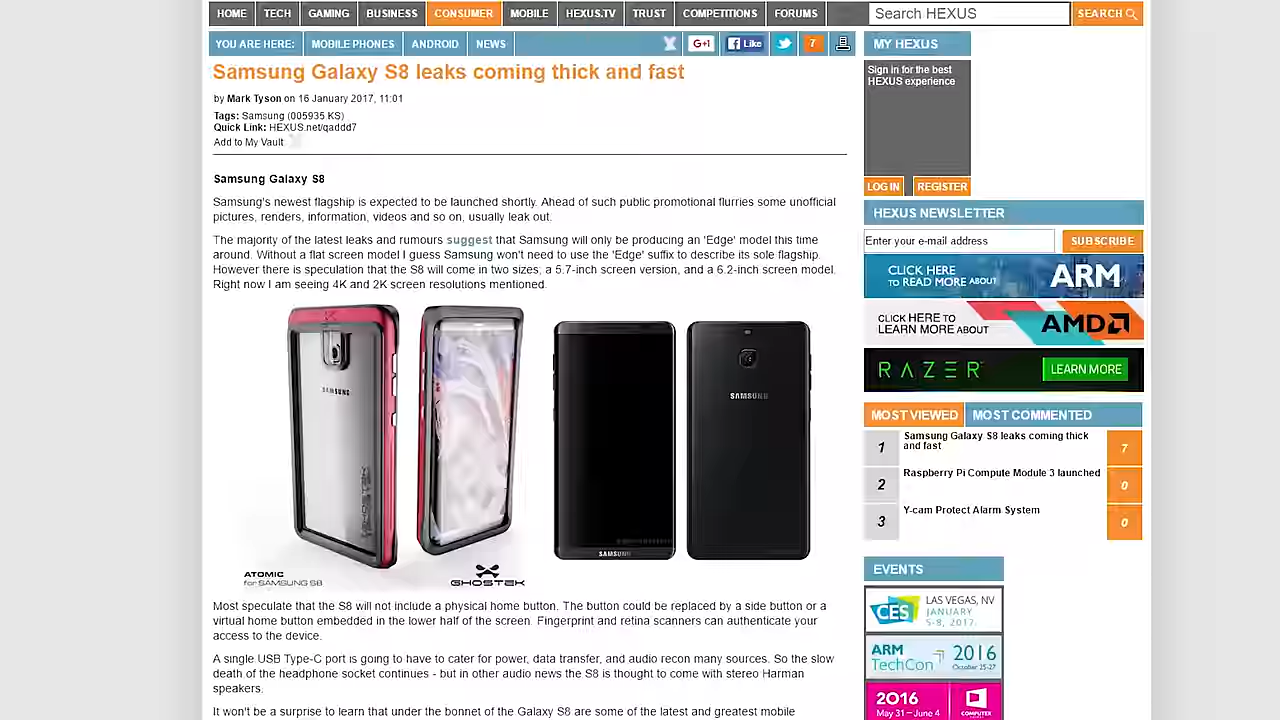 HOME TECH GAMING BUSINESS CONSUMER MOBILE HEXUS.TV TRUST COMPETITIONS FORUMS Search HEXUS SEARCH
YOU ARE HERE: MOBILE PHONES ANDROID NEWS G+1 Like 7
Samsung Galaxy S8 leaks coming thick and fast
by Mark Tyson on 16 January 2017, 11:01
Tags: Samsung (005935 KS)
Quick Link: HEXUS.net/qaddd7
Add to My Vault
Samsung Galaxy S8
Samsung's newest flagship is expected to be launched shortly. Ahead of such public promotional flurries some unofficial
pictures, renders, information, videos and so on, usually leak out.
The majority of the latest leaks and rumours suggest that Samsung will only be producing an 'Edge' model this time
around. Without a flat screen model I guess Samsung won't need to use the 'Edge' suffix to describe its sole flagship.
However there is speculation that the S8 will come in two sizes; a 5.7-inch screen version, and a 6.2-inch screen model.
Right now I am seeing 4K and 2K screen resolutions mentioned.
SAMSUNG
GHOSTEK
SAMSUNG
SAMSUNG
ATOMIC
for SAMSUNG S8
GHOSTEK
Most speculate that the S8 will not include a physical home button. The button could be replaced by a side button or a
virtual home button embedded in the lower half of the screen. Fingerprint and retina scanners can authenticate your
access to the device.
A single USB Type-C port is going to have to cater for power, data transfer, and audio recon many sources. So the slow
death of the headphone socket continues - but in other audio news the S8 is thought to come with stereo Harman
speakers.
It won't be a surprise to learn that under the bonnet of the Galaxy S8 are some of the latest and greatest mobile
MY HEXUS
Sign in for the best
HEXUS experience
LOG IN REGISTER
HEXUS NEWSLETTER
Enter your e-mail address SUBSCRIBE
CLICK HERE
TO READ MORE ABOUT ARM
CLICK HERE TO
LEARN MORE ABOUT AMD
RAZER LEARN MORE
MOST VIEWED MOST COMMENTED
1 Samsung Galaxy S8 leaks coming thick
and fast 7
2 Raspberry Pi Compute Module 3 launched 0
3 Y-cam Protect Alarm System 0
EVENTS
CES LAS VEGAS, NV
JANUARY
5-8, 2017.
ARM
TechCon 2016
October 25-27
2016
May 31 – June 4 COMPUTEX